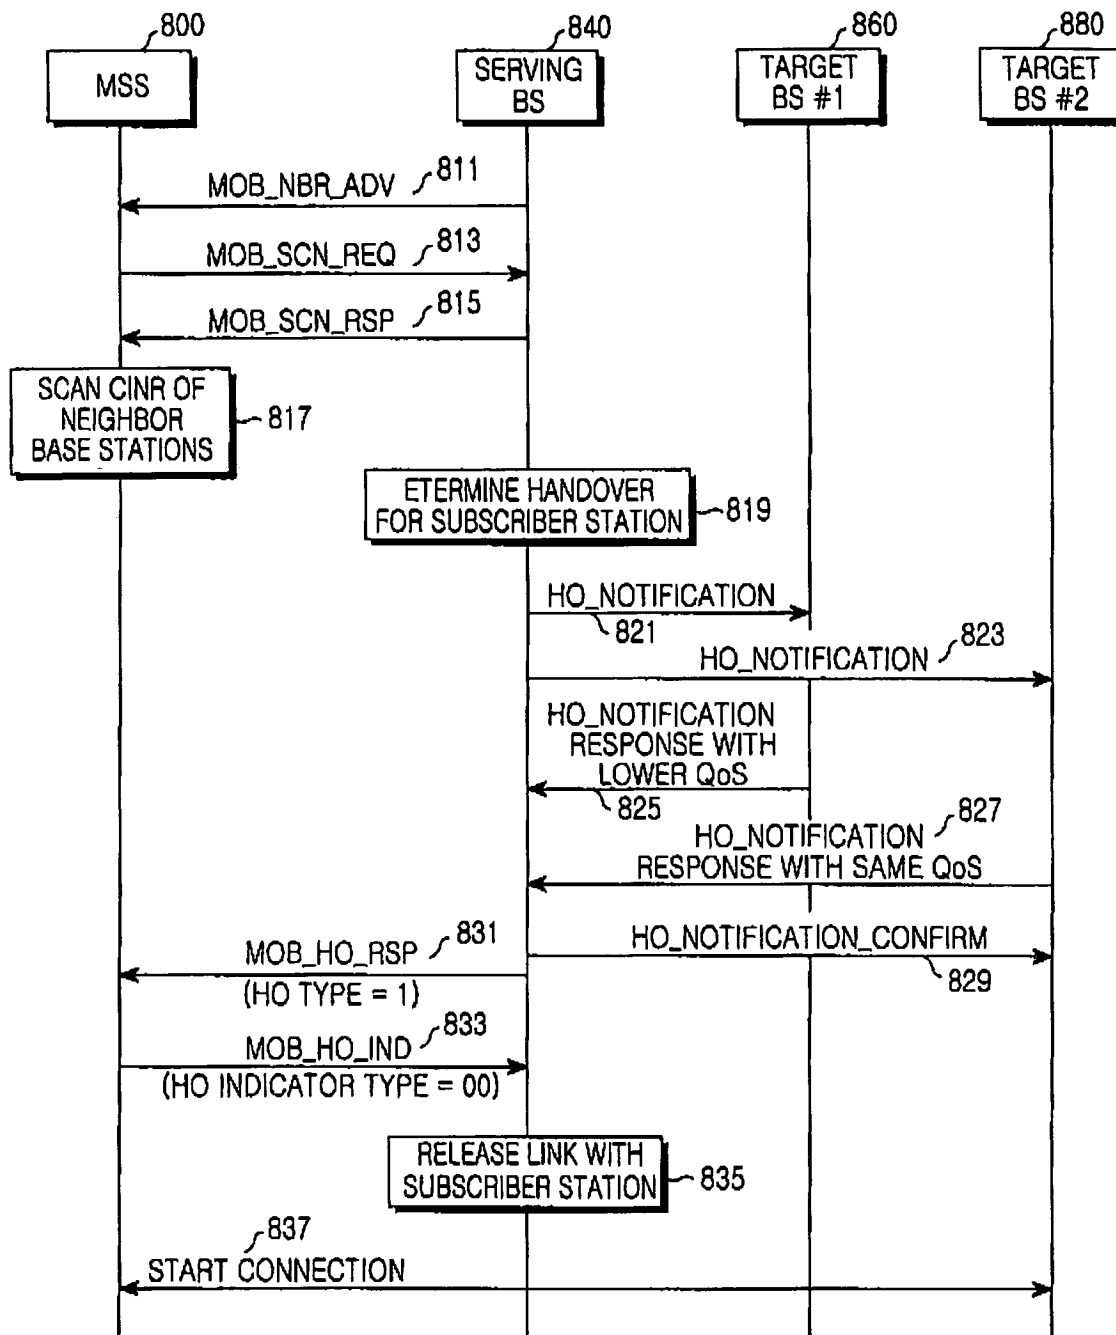 800
840
860
880
MSS
SERVING
BS
TARGET
BS #1
TARGET
BS #2
MOB_NBR_ADV
811
MOB_SCN_REQ
813
MOB_SCN_RSP
815
SCAN CINR OF
NEIGHBOR
BASE STATIONS
817
ETERMINE HANDOVER
FOR SUBSCRIBER STATION
819
HO_NOTIFICATION
821
HO_NOTIFICATION
823
HO_NOTIFICATION
RESPONSE WITH
LOWER QoS
825
HO_NOTIFICATION
RESPONSE WITH SAME QoS
827
HO_NOTIFICATION_CONFIRM
829
MOB_HO_RSP
831
(HO TYPE = 1)
MOB_HO_IND
833
(HO INDICATOR TYPE = 00)
RELEASE LINK WITH
SUBSCRIBER STATION
835
837
START CONNECTION